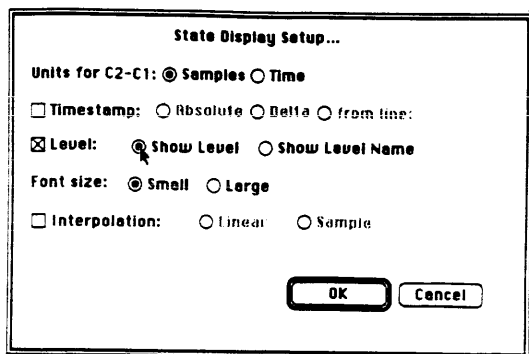 State Display Setup...
Units for C2-C1: Samples Time
Timestamp: Absolute Delta from line:
Level: Show Level Show Level Name
Font size: Small Large
Interpolation: Linear Sample
OK Cancel